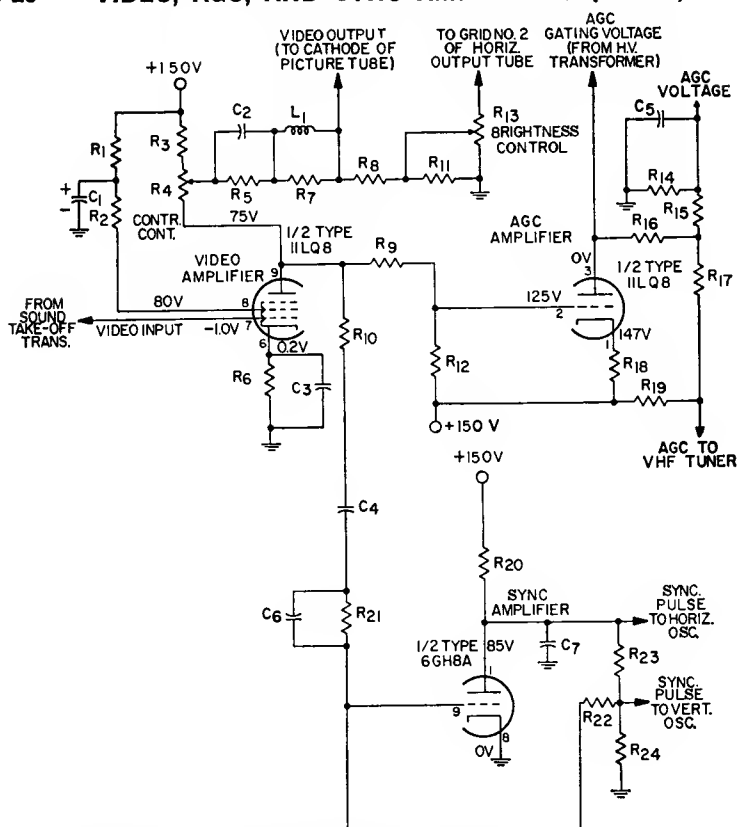 VIDEO OUTPUT
(TO CATHODE OF
PICTURE TUBE)
TO GRID NO. 2
OF HORIZ.
OUTPUT TUBE
AGC
GATING VOLTAGE
(FROM H.V.
TRANSFORMER)
AGC
VOLTAGE
+150V
R1
C1
+
-
R2
R3
R4
CONTR.
CONT.
C2
L1
R5
R7
R8
R11
R13
BRIGHTNESS
CONTROL
C5
R14
R15
R16
R17
75V
1/2 TYPE
11LQ8
VIDEO
AMPLIFIER
9
R9
AGC
AMPLIFIER
0V
3
1/2 TYPE
11LQ8
FROM
SOUND
TAKE-OFF
TRANS.
80V
8
VIDEO INPUT
-1.0V
7
6
0.2V
R6
C3
R10
R12
125V
2
147V
1
R18
R19
+150 V
AGC TO
VHF TUNER
+150V
C4
R20
C6
R21
SYNC
AMPLIFIER
1/2 TYPE
6GH8A
85V
1
C7
SYNC.
PULSE
TO HORIZ.
OSC.
R23
9
8
0V
R22
SYNC.
PULSE
TO VERT.
OSC.
R24